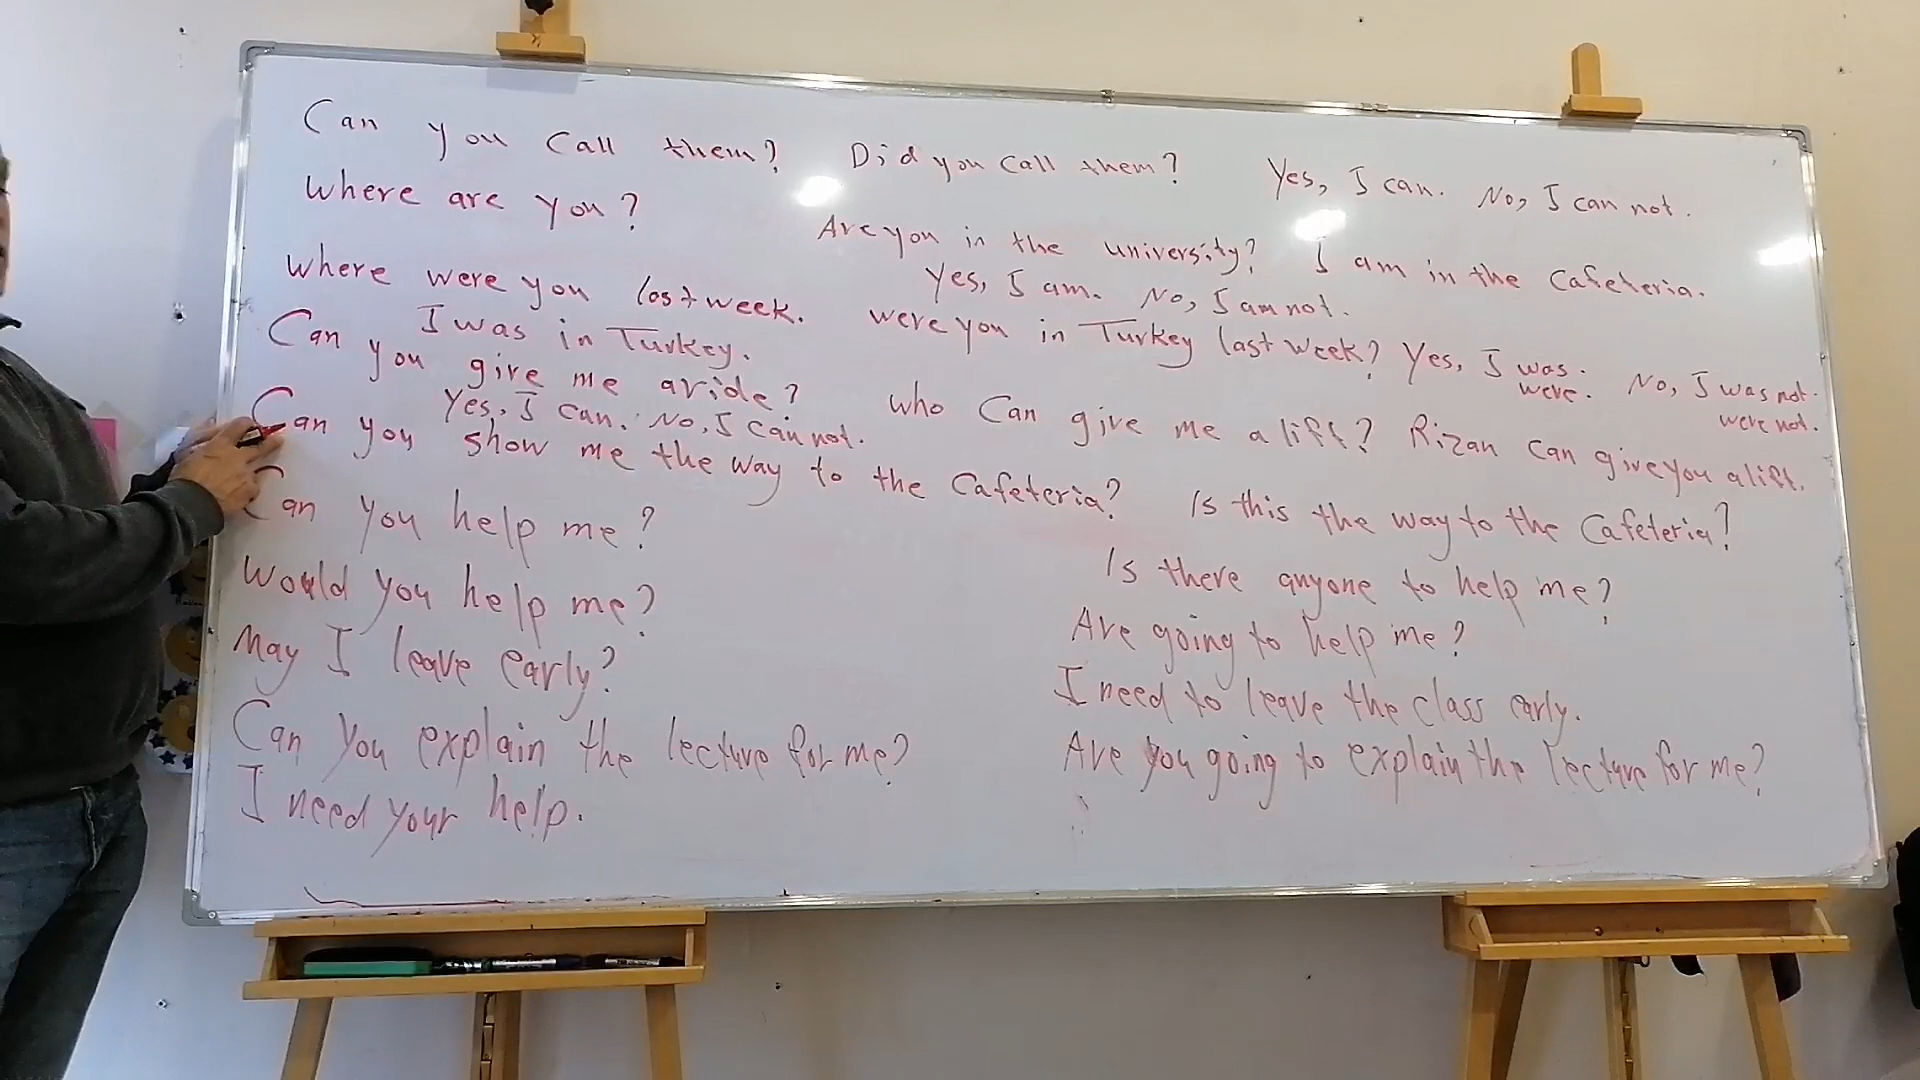 Can you Call them? Did you call them? Yes, I can. No, I can not.
Where are you? Are you in the university? I am in the Cafeteria.
Yes, I am. No, I am not.
Where were you last week. were you in Turkey last week? Yes, I was. No, I was not.
were. were not.
I was in Turkey.
Can you give me a ride? who Can give me a lift? Rizan Can give you a lift.
Yes, I can. No, I can not.
Can you show me the way to the Cafeteria? Is this the way to the Cafeteria?
Can you help me? Is there anyone to help me?
Would you help me? Are going to help me?
May I leave early? I need to leave the class early.
Can you explain the lecture for me? Are you going to explain the lecture for me?
I need your help.